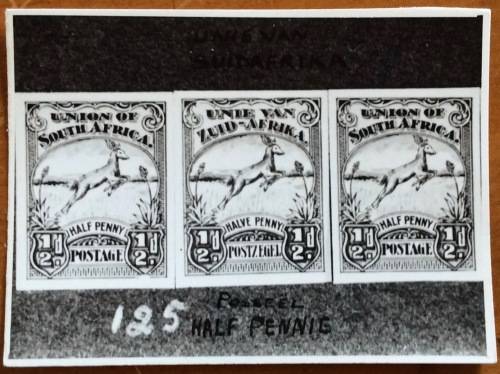 UNIE VAN
SUIDAFRIKA
UNION OF
SOUTH AFRICA.
HALF PENNY
½D ½D
POSTAGE
UNIE VAN
ZUID-AFRIKA.
HALVE PENNY
½D ½D
POSTZEGEL
UNION OF
SOUTH AFRICA.
HALF PENNY
½D ½D
POSTAGE
POSSEEL
125 HALF PENNIE